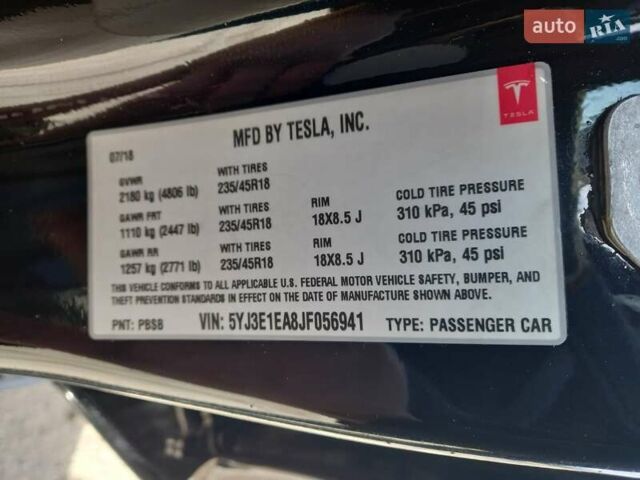 auto RIA
.com
TESLA
MFD BY TESLA, INC.
07/18
GVWR
2180 kg (4806 lb)
WITH TIRES
235/45R18
GAWR FRT
1110 kg (2447 lb)
WITH TIRES
235/45R18
RIM
18X8.5 J
COLD TIRE PRESSURE
310 kPa, 45 psi
GAWR RR
1257 kg (2771 lb)
WITH TIRES
235/45R18
RIM
18X8.5 J
COLD TIRE PRESSURE
310 kPa, 45 psi
THIS VEHICLE CONFORMS TO ALL APPLICABLE U.S. FEDERAL MOTOR VEHICLE SAFETY, BUMPER, AND
THEFT PREVENTION STANDARDS IN EFFECT ON THE DATE OF MANUFACTURE SHOWN ABOVE.
PNT: PBSB
VIN: 5YJ3E1EA8JF056941
TYPE: PASSENGER CAR